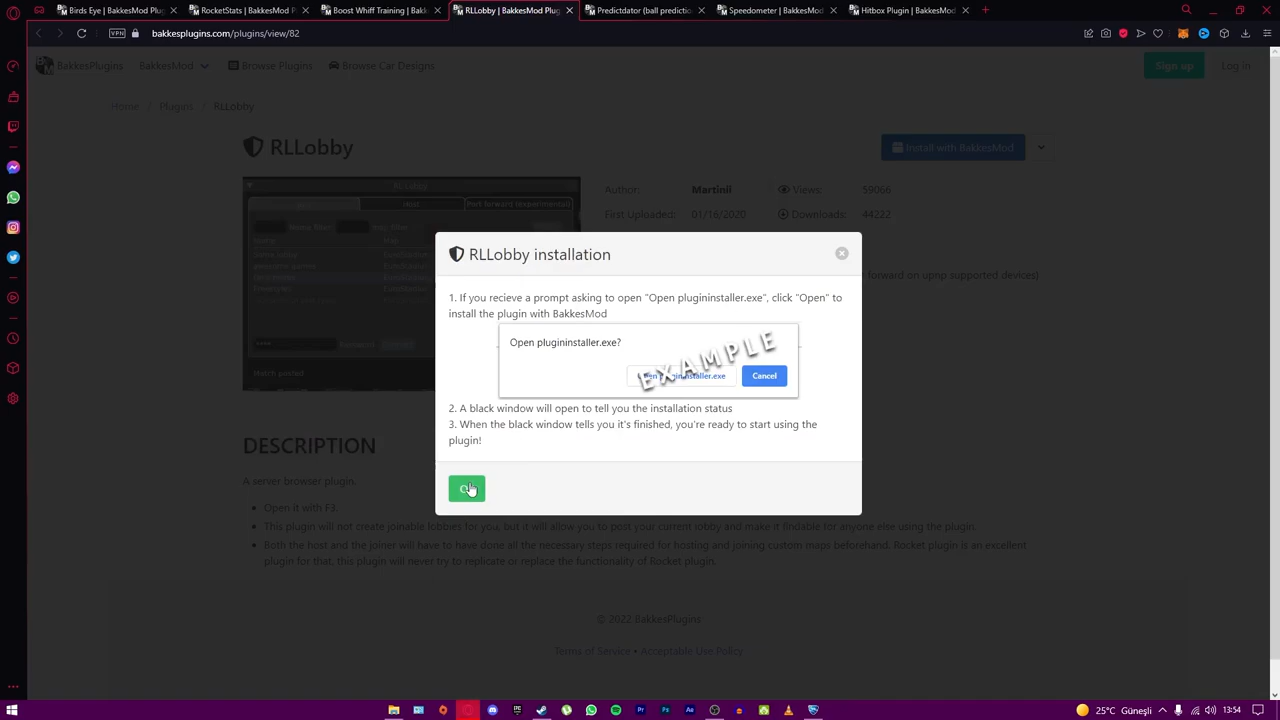 Birds Eye | BakkesMod Plug
RocketStats | BakkesMod Pl
Boost Whiff Training | Bakke
RLLobby | BakkesMod Plug
Predictdator (ball predictio
Speedometer | BakkesMod
Hitbox Plugin | BakkesMod
VPN
bakkesplugins.com/plugins/view/82
BakkesPlugins
BakkesMod
Browse Plugins
Browse Car Designs
Sign up
Log in
Home / Plugins / RLLobby
RLLobby
Install with BakkesMod
Author: Martinii
Views: 59066
First Uploaded: 01/16/2020
Downloads: 44222
Host
Port forward (experimental)
forward on upnp supported devices)
RLLobby installation
1. If you recieve a prompt asking to open "Open plugininstaller.exe", click "Open" to
install the plugin with BakkesMod
Open plugininstaller.exe?
EXAMPLE
Cancel
2. A black window will open to tell you the installation status
3. When the black window tells you it's finished, you're ready to start using the
plugin!
DESCRIPTION
A server browser plugin.
Open it with F3.
This plugin will not create joinable lobbies for you, but it will allow you to post your current lobby and make it findable for anyone else using the plugin.
Both the host and the joiner will have to have done all the necessary steps required for hosting and joining custom maps beforehand. Rocket plugin is an excellent
plugin for that, this plugin will never try to replicate or replace the functionality of Rocket plugin.
© 2022 BakkesPlugins
Terms of Service • Acceptable Use Policy
25°C Güneşli
13:54